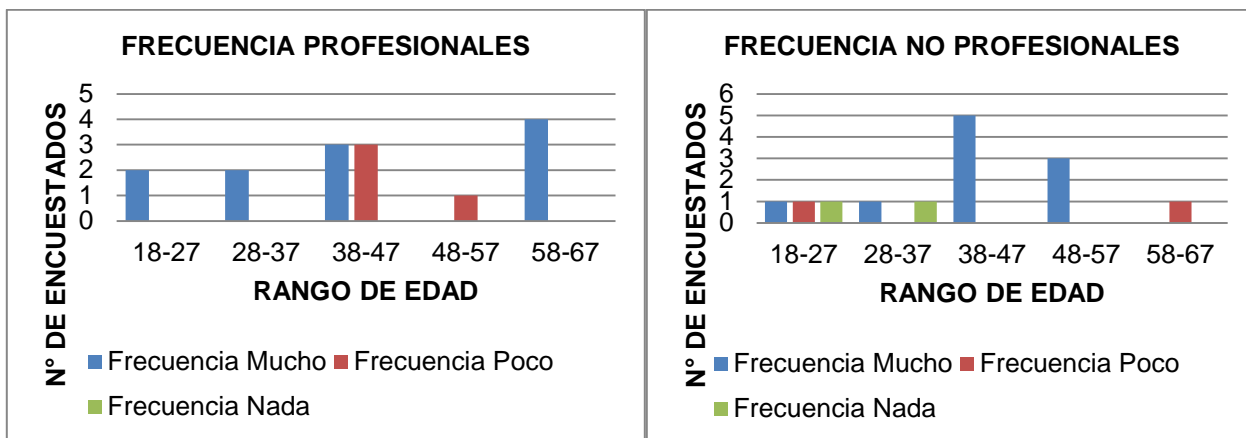 FRECUENCIA PROFESIONALES
N° DE ENCUESTADOS
5
4
3
2
1
0
18-27 28-37 38-47 48-57 58-67
RANGO DE EDAD
Frecuencia Mucho Frecuencia Poco
Frecuencia Nada
FRECUENCIA NO PROFESIONALES
N° DE ENCUESTADOS
6
5
4
3
2
1
0
18-27 28-37 38-47 48-57 58-67
RANGO DE EDAD
Frecuencia Mucho Frecuencia Poco
Frecuencia Nada